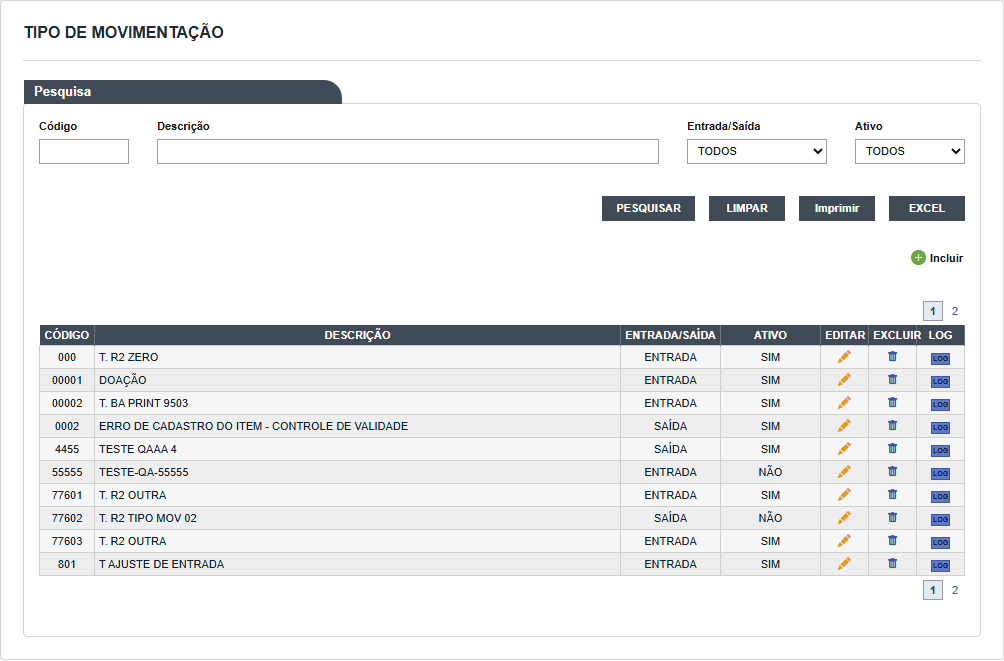 TIPO DE MOVIMENTAÇÃO
Pesquisa
Código Descrição Entrada/Saída Ativo
TODOS TODOS
PESQUISAR LIMPAR Imprimir EXCEL
Incluir
1 2
CÓDIGO DESCRIÇÃO ENTRADA/SAÍDA ATIVO EDITAR EXCLUIR LOG
000 T. R2 ZERO ENTRADA SIM LOG
00001 DOAÇÃO ENTRADA SIM LOG
00002 T. BA PRINT 9503 ENTRADA SIM LOG
0002 ERRO DE CADASTRO DO ITEM - CONTROLE DE VALIDADE SAÍDA SIM LOG
4455 TESTE QAAA 4 SAÍDA SIM LOG
55555 TESTE-QA-55555 ENTRADA NÃO LOG
77601 T. R2 OUTRA ENTRADA SIM LOG
77602 T. R2 TIPO MOV 02 SAÍDA NÃO LOG
77603 T. R2 OUTRA ENTRADA SIM LOG
801 T AJUSTE DE ENTRADA ENTRADA SIM LOG
1 2